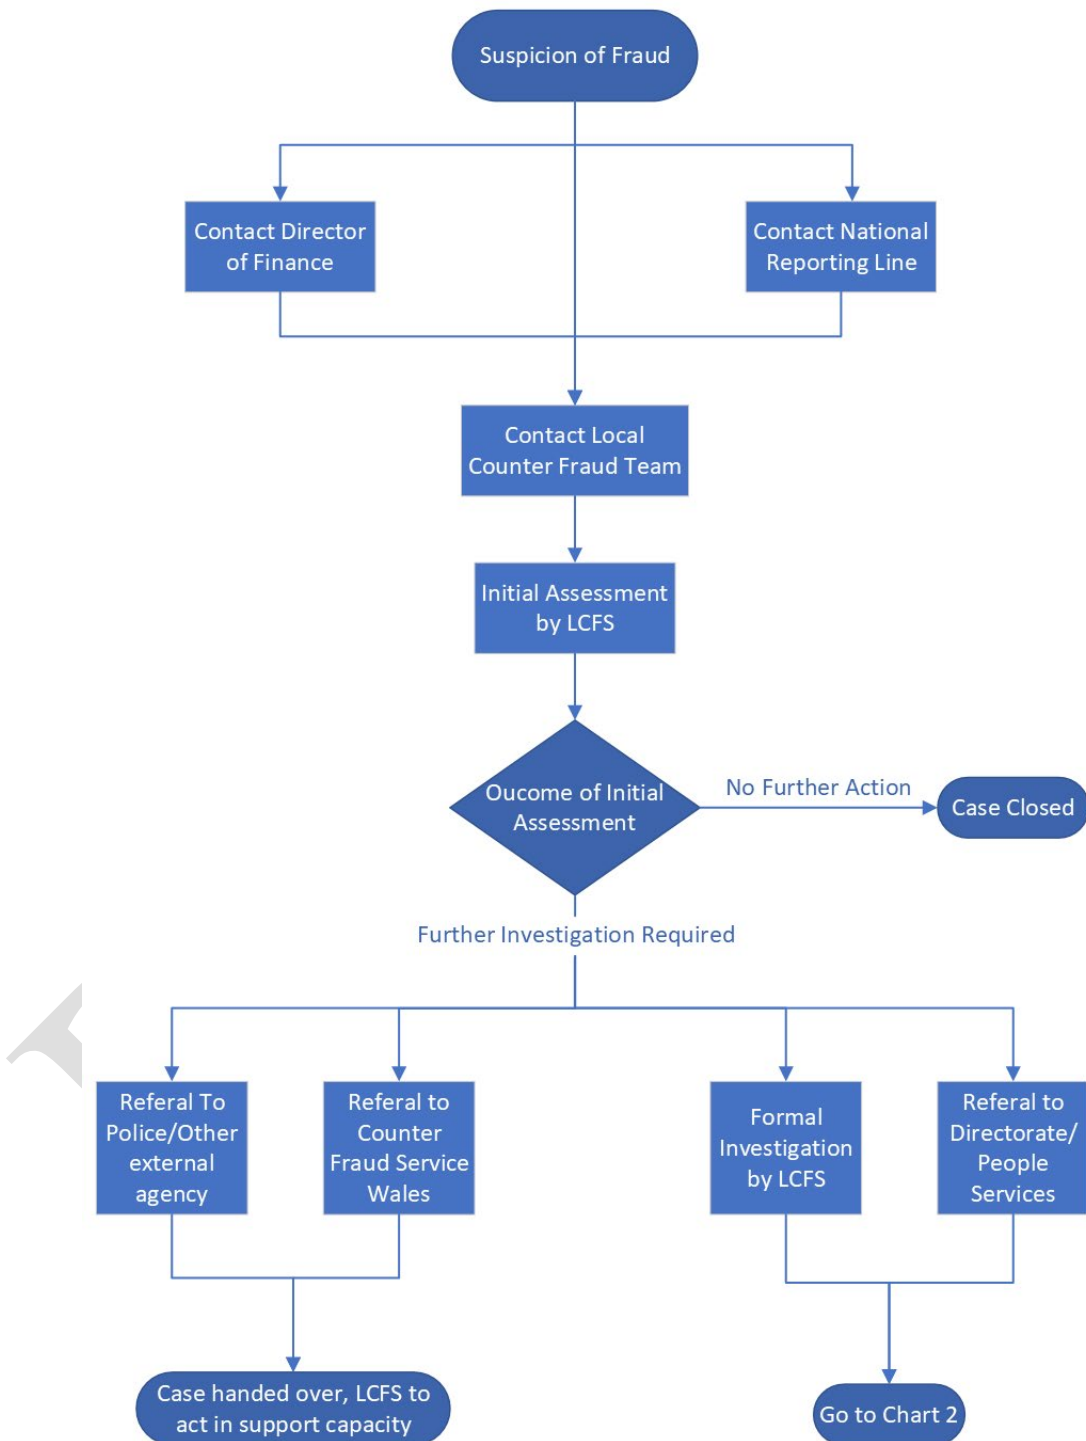 Suspicion of Fraud
Contact Director
of Finance
Contact National
Reporting Line
Contact Local
Counter Fraud Team
Initial Assessment
by LCFS
Oucome of Initial
Assessment
No Further Action
Case Closed
Further Investigation Required
Referal To
Police/Other
external
agency
Referal to
Counter
Fraud Service
Wales
Formal
Investigation
by LCFS
Referal to
Directorate/
People
Services
Case handed over, LCFS to
act in support capacity
Go to Chart 2